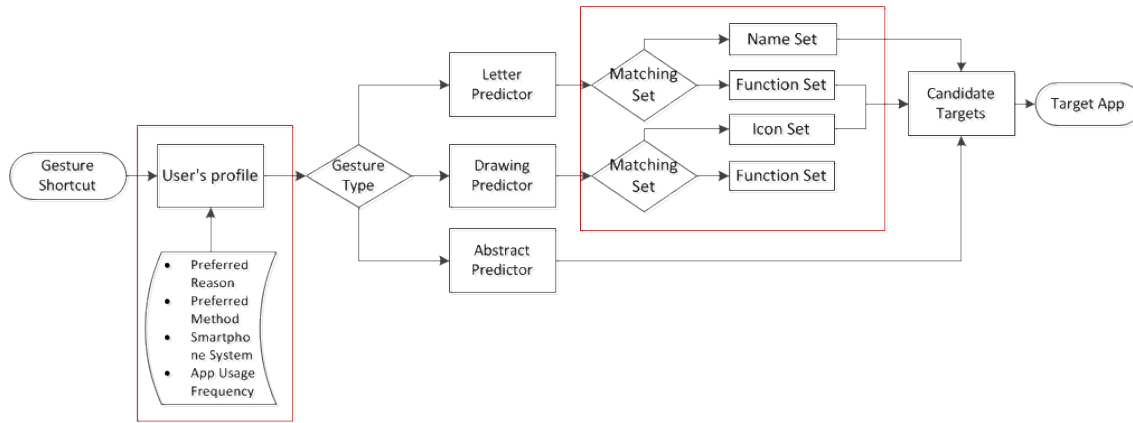 Gesture
Shortcut
User's profile
• Preferred
Reason
• Preferred
Method
• Smartpho
ne System
• App Usage
Frequency
Gesture
Type
Letter
Predictor
Drawing
Predictor
Abstract
Predictor
Matching
Set
Matching
Set
Name Set
Function Set
Icon Set
Function Set
Candidate
Targets
Target App